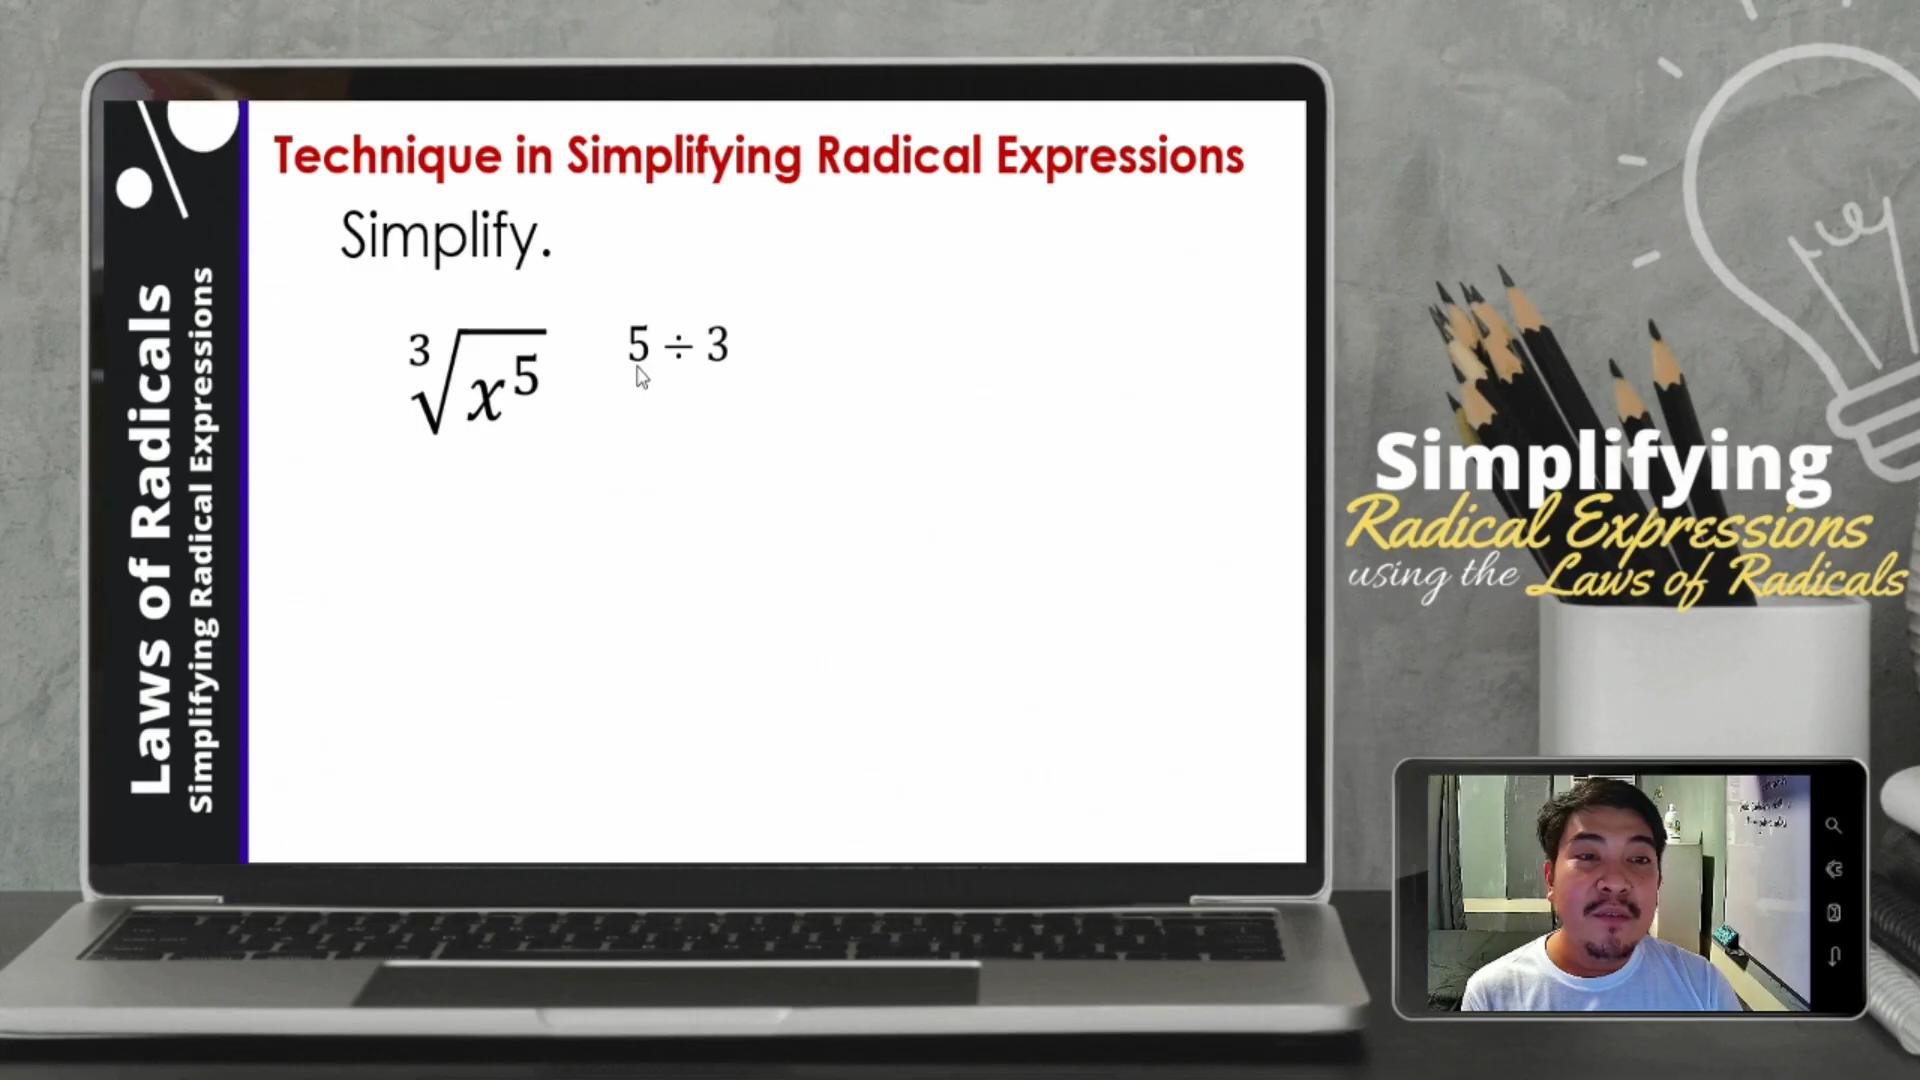 Technique in Simplifying Radical Expressions
Simplify.
∛x⁵ 5 ÷ 3
Laws of Radicals
Simplifying Radical Expressions
Simplifying
Radical Expressions
using the Laws of Radicals